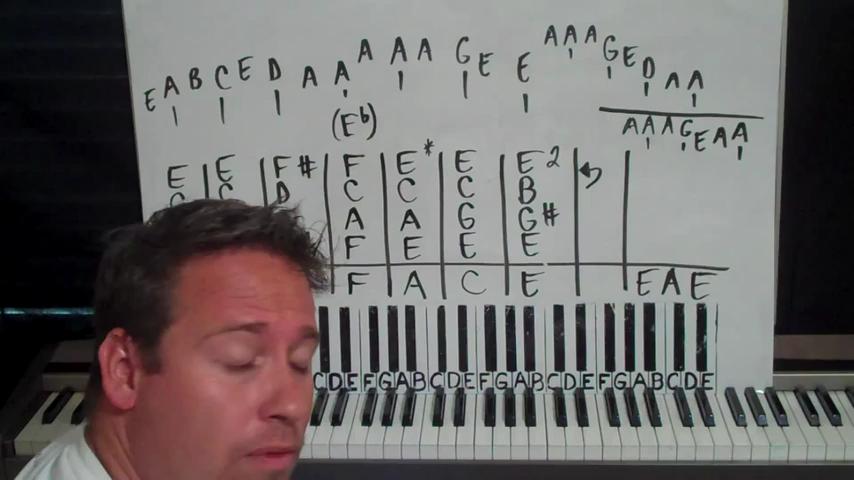 E A B C E D A A A A A G E E A A A G E D A A
(Eb)
A A A G E A A
E E F# F E* E E2
D C C C B
A A G G#
F E E E
F A C E E A E
C D E F G A B C D E F G A B C D E F G A B C D E